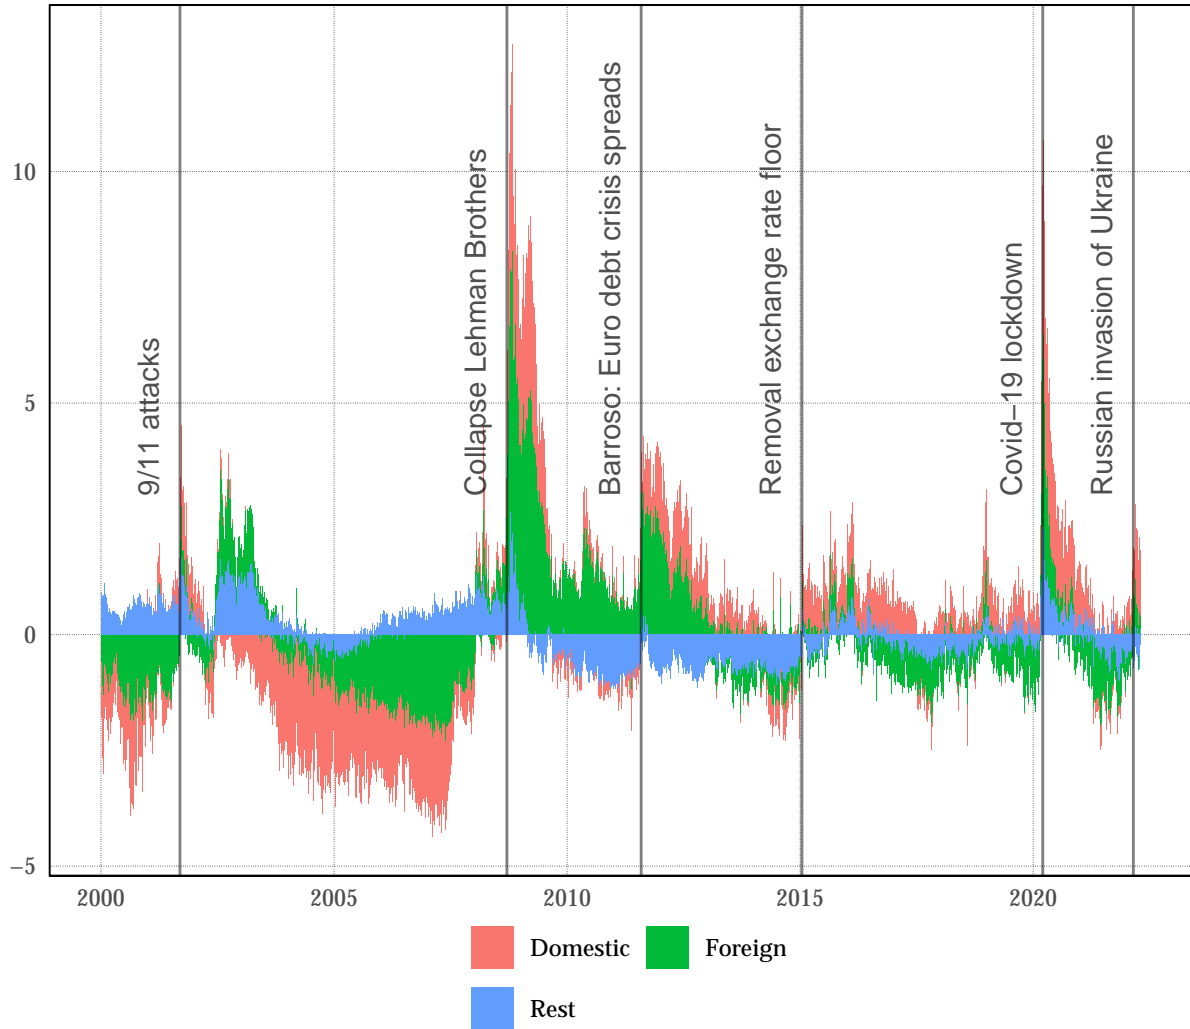 10
5
0
−5
9/11 attacks
Collapse Lehman Brothers
Barroso: Euro debt crisis spreads
Removal exchange rate floor
Covid−19 lockdown
Russian invasion of Ukraine
2000
2005
2010
2015
2020
Domestic
Foreign
Rest